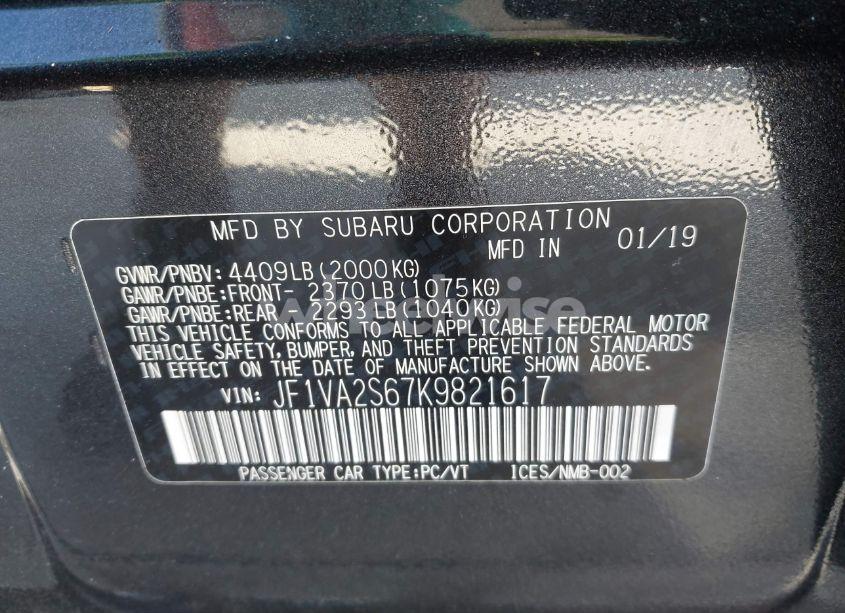 MFD BY SUBARU CORPORATION
MFD IN 01/19
GVWR/PNBV: 4409LB (2000KG)
GAWR/PNBE:FRONT- 2370LB (1075KG)
GAWR/PNBE:REAR - 2293LB (1040KG)
THIS VEHICLE CONFORMS TO ALL APPLICABLE FEDERAL MOTOR
VEHICLE SAFETY, BUMPER, AND THEFT PREVENTION STANDARDS
IN EFFECT ON THE DATE OF MANUFACTURE SHOWN ABOVE.
VIN: JF1VA2S67K9821617
PASSENGER CAR TYPE:PC/VT ICES/NMB-002
wheelwise